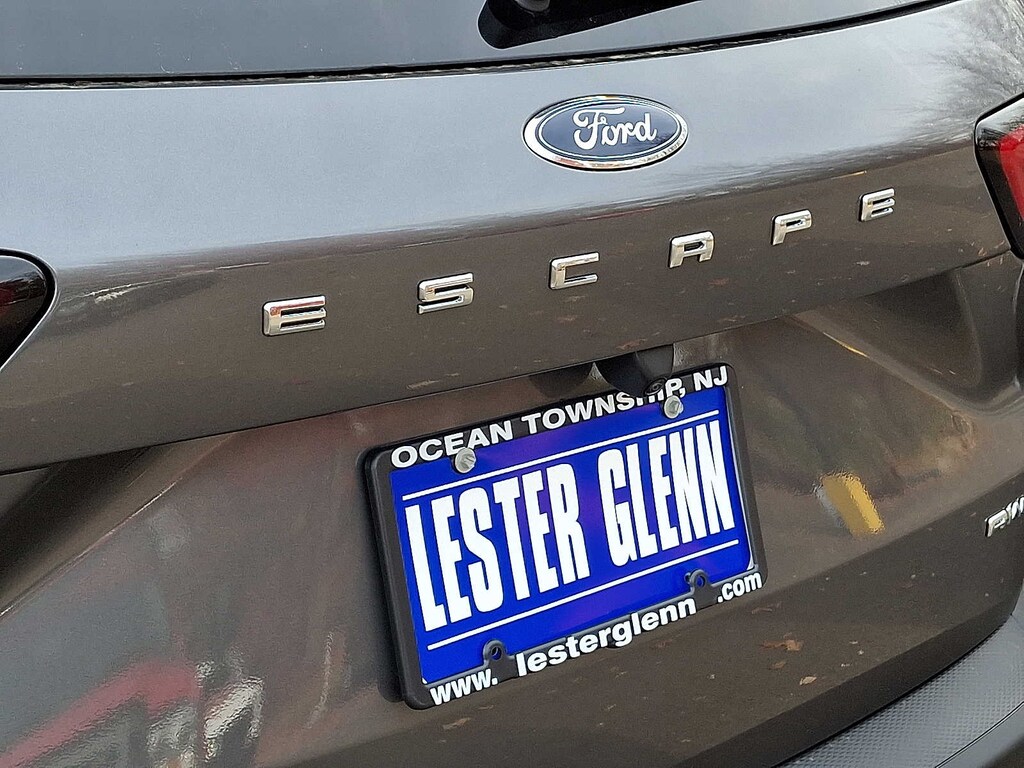 Ford
ESCAPE
OCEAN TOWNSHIP, NJ
LESTER GLENN
www.lesterglenn.com